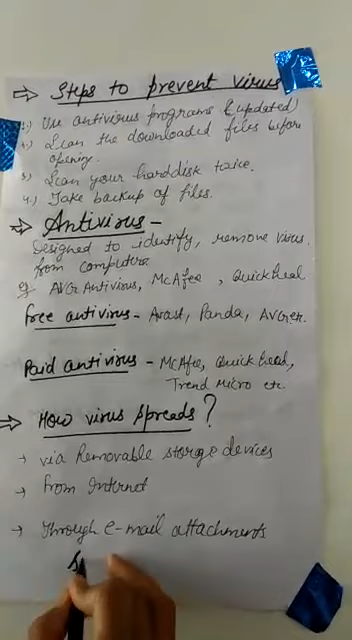 ⇒ Steps to prevent virus
1.) Use antivirus programs (updated)
2.) Scan the downloaded files before
opening.
3.) Scan your harddisk twice.
4.) Take backup of files.
⇒ Antivirus -
Designed to identify, remove virus.
from computers
eg. AVG Antivirus, McAfee, Quick heal
Free antivirus - Avast, Panda, AVG etc.
Paid antivirus - McAfee, Quick heal,
Trend Micro etc.
⇒ How virus spreads?
→ via Removable storage devices
→ from Internet
→ Through e-mail attachments